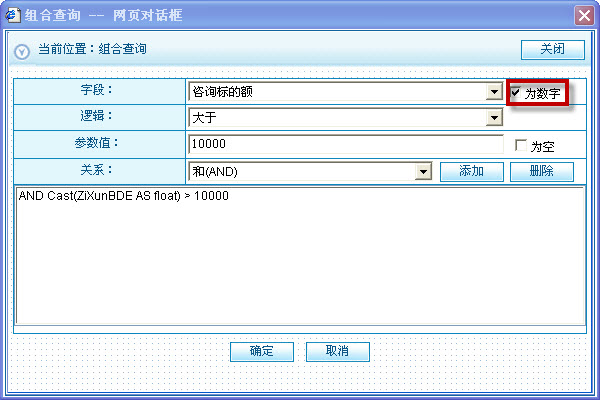 组合查询 -- 网页对话框
当前位置：组合查询 关闭
字段： 咨询标的额 为数字
逻辑： 大于
参数值： 10000 为空
关系： 和(AND) 添加 删除
AND Cast(ZiXunBDE AS float) > 10000
确定 取消